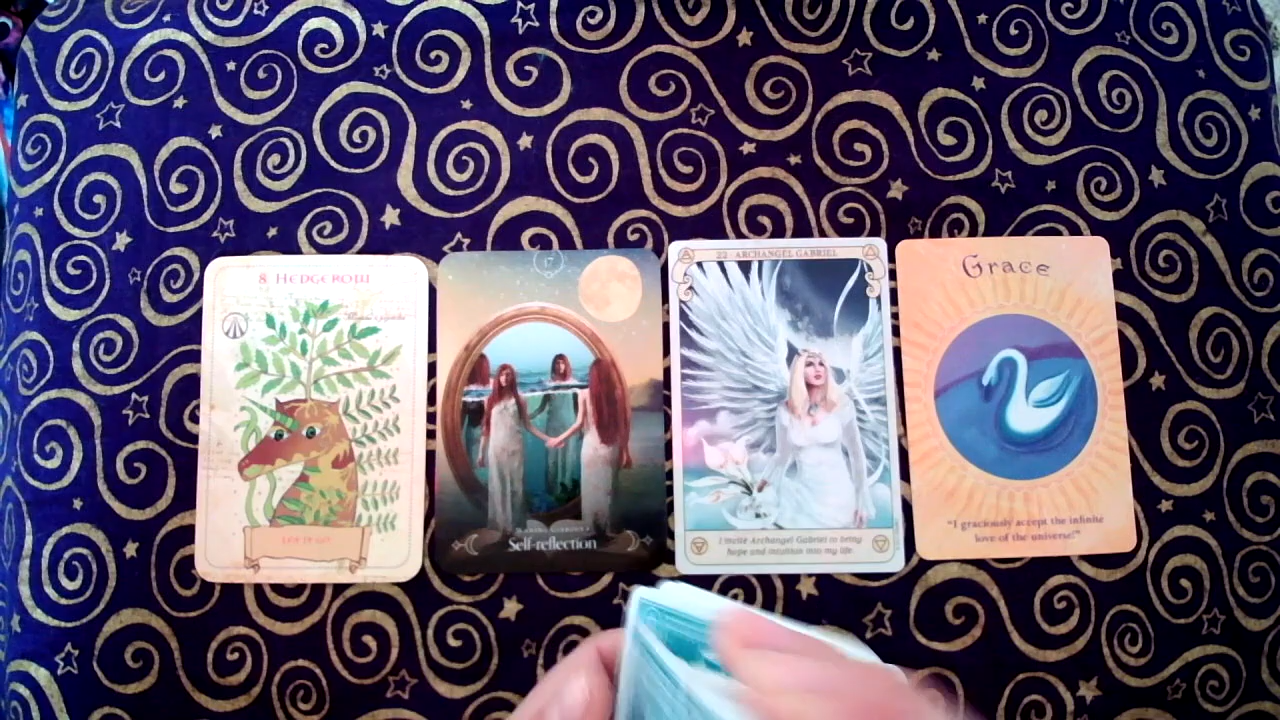 8 HEDGEROW
LET IT GO
17
Self-reflection
22 ARCHANGEL GABRIEL
I invite Archangel Gabriel to bring
hope and intuition into my life.
Grace
"I graciously accept the infinite
love of the universe!"